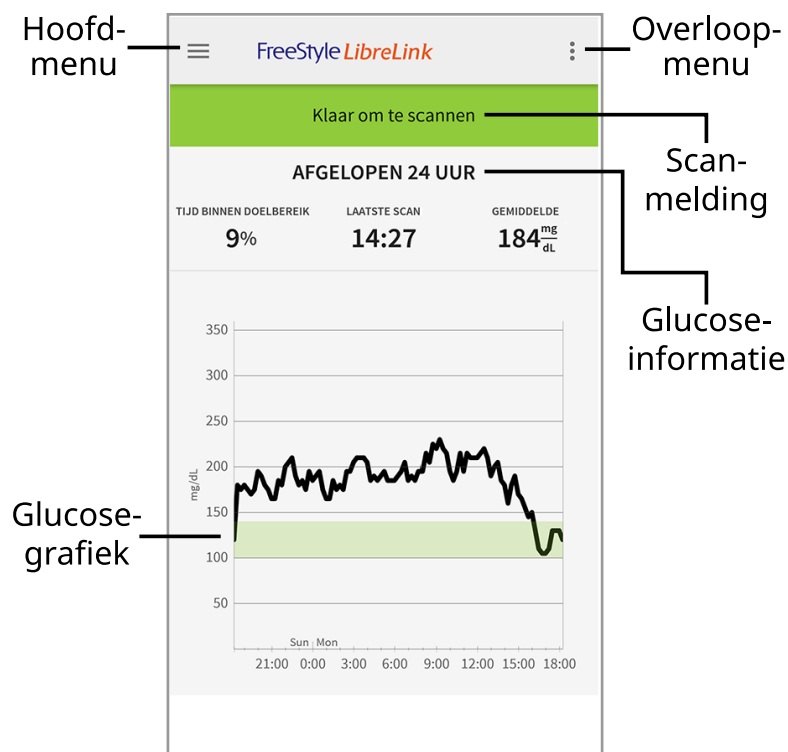 Hoofd-
menu
FreeStyle LibreLink
Overloop-
menu
Klaar om te scannen
Scan-
melding
AFGELOPEN 24 UUR
TIJD BINNEN DOELBEREIK
9%
LAATSTE SCAN
14:27
GEMIDDELDE
184 mg
dL
Glucose-
informatie
350
300
250
200
150
100
50
mg/dL
Glucose-
grafiek
Sun Mon
21:00 0:00 3:00 6:00 9:00 12:00 15:00 18:00